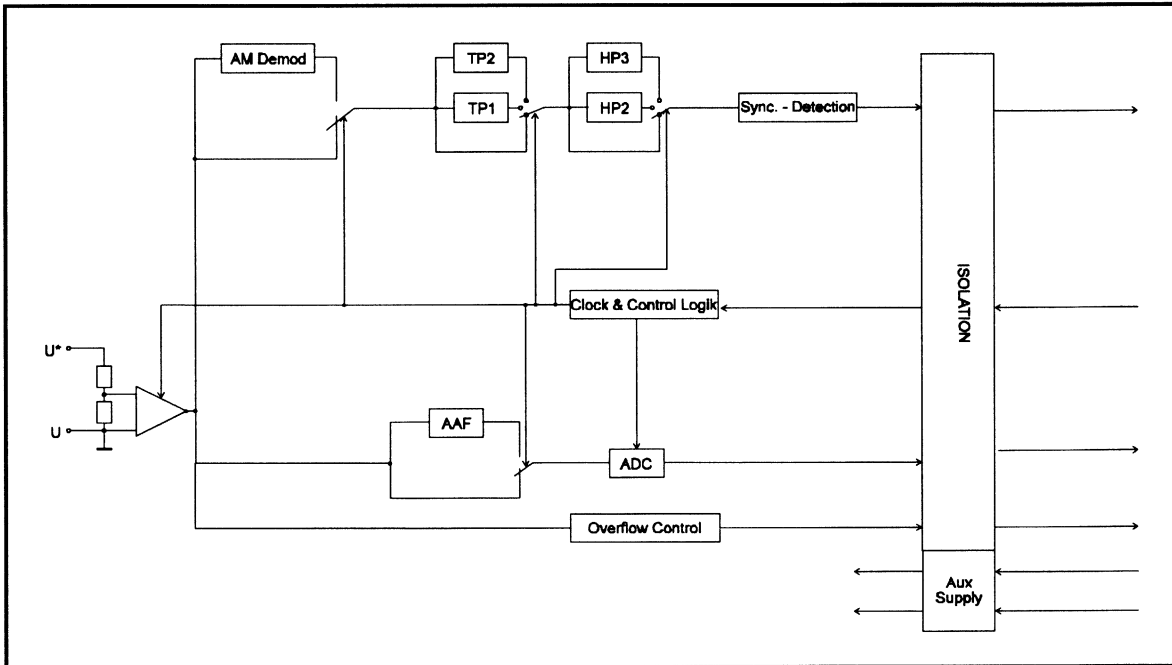 AM Demod
TP2
HP3
TP1
HP2
Sync. - Detection
ISOLATION
Clock & Control Logik
U*
AAF
U
ADC
Overflow Control
Aux
Supply